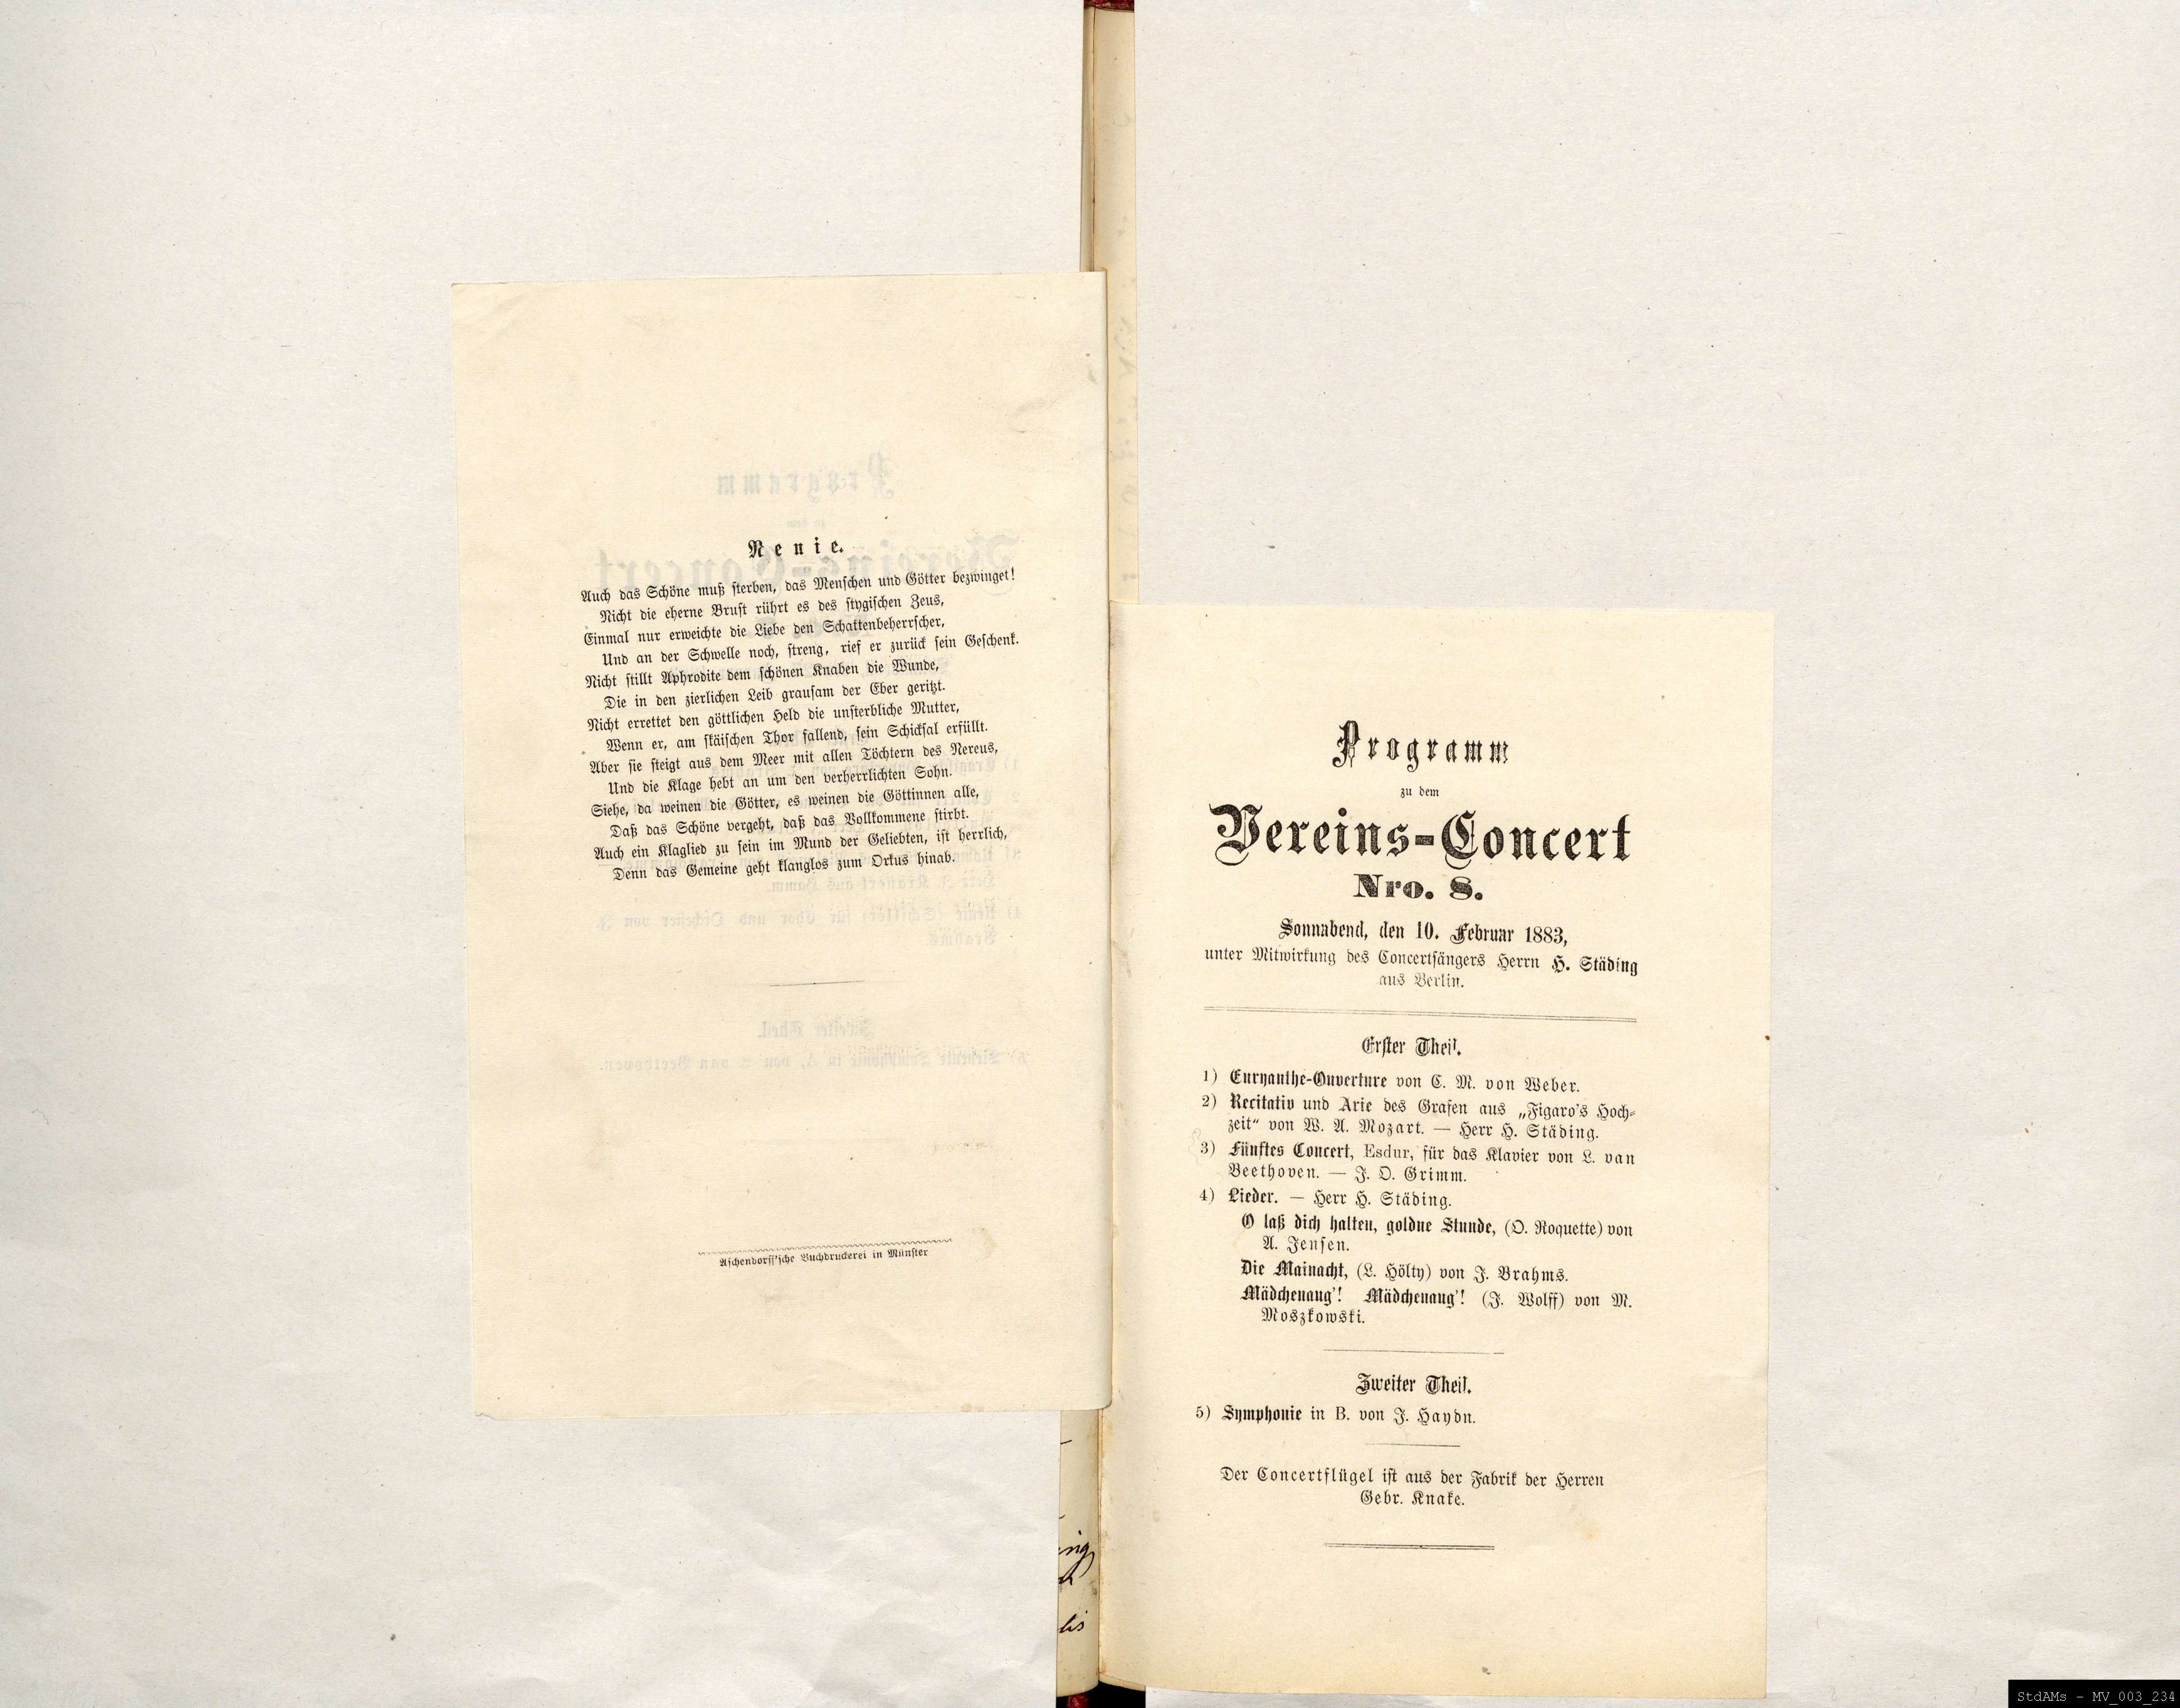 Nenie.
Auch das Schöne muß sterben, das Menschen und Götter bezwinget!
Nicht die eherne Brust rührt es des stygischen Zeus,
Einmal nur erweichte die Liebe den Schattenbeherrscher,
Und an der Schwelle noch, streng, rief er zurück sein Geschenk.
Nicht stillt Aphrodite dem schönen Knaben die Wunde,
Die in den zierlichen Leib grausam der Eber geritzt.
Nicht errettet den göttlichen Held die unsterbliche Mutter,
Wenn er, am skäischen Thor fallend, sein Schicksal erfüllt.
Aber sie steigt aus dem Meer mit allen Töchtern des Nereus,
Und die Klage hebt an um den verherrlichten Sohn.
Siehe, da weinen die Götter, es weinen die Göttinnen alle,
Daß das Schöne vergeht, daß das Vollkommene stirbt.
Auch ein Klaglied zu sein im Mund der Geliebten, ist herrlich,
Denn das Gemeine geht klanglos zum Orkus hinab.
Aschendorff'sche Buchdruckerei in Münster
Programm
zu dem
Vereins-Concert
Nro. 8.
Sonnabend, den 10. Februar 1883,
unter Mitwirkung des Concertsängers Herrn H. Städing
aus Berlin.
Erster Theil.
1) Euryanthe-Ouverture von C. M. von Weber.
2) Recitativ und Arie des Grafen aus „Figaro's Hoch-
zeit“ von W. A. Mozart. — Herr H. Städing.
3) Fünftes Concert, Esdur, für das Klavier von L. van
Beethoven. — J. O. Grimm.
4) Lieder. — Herr H. Städing.
O laß dich halten, goldne Stunde, (O. Roquette) von
A. Jensen.
Die Mainacht, (L. Hölty) von J. Brahms.
Mädchenaug'! Mädchenaug'! (J. Wolff) von M.
Moszkowski.
Zweiter Theil.
5) Symphonie in B. von J. Haydn.
Der Concertflügel ist aus der Fabrik der Herren
Gebr. Knake.
StdAMs - MV_003_234